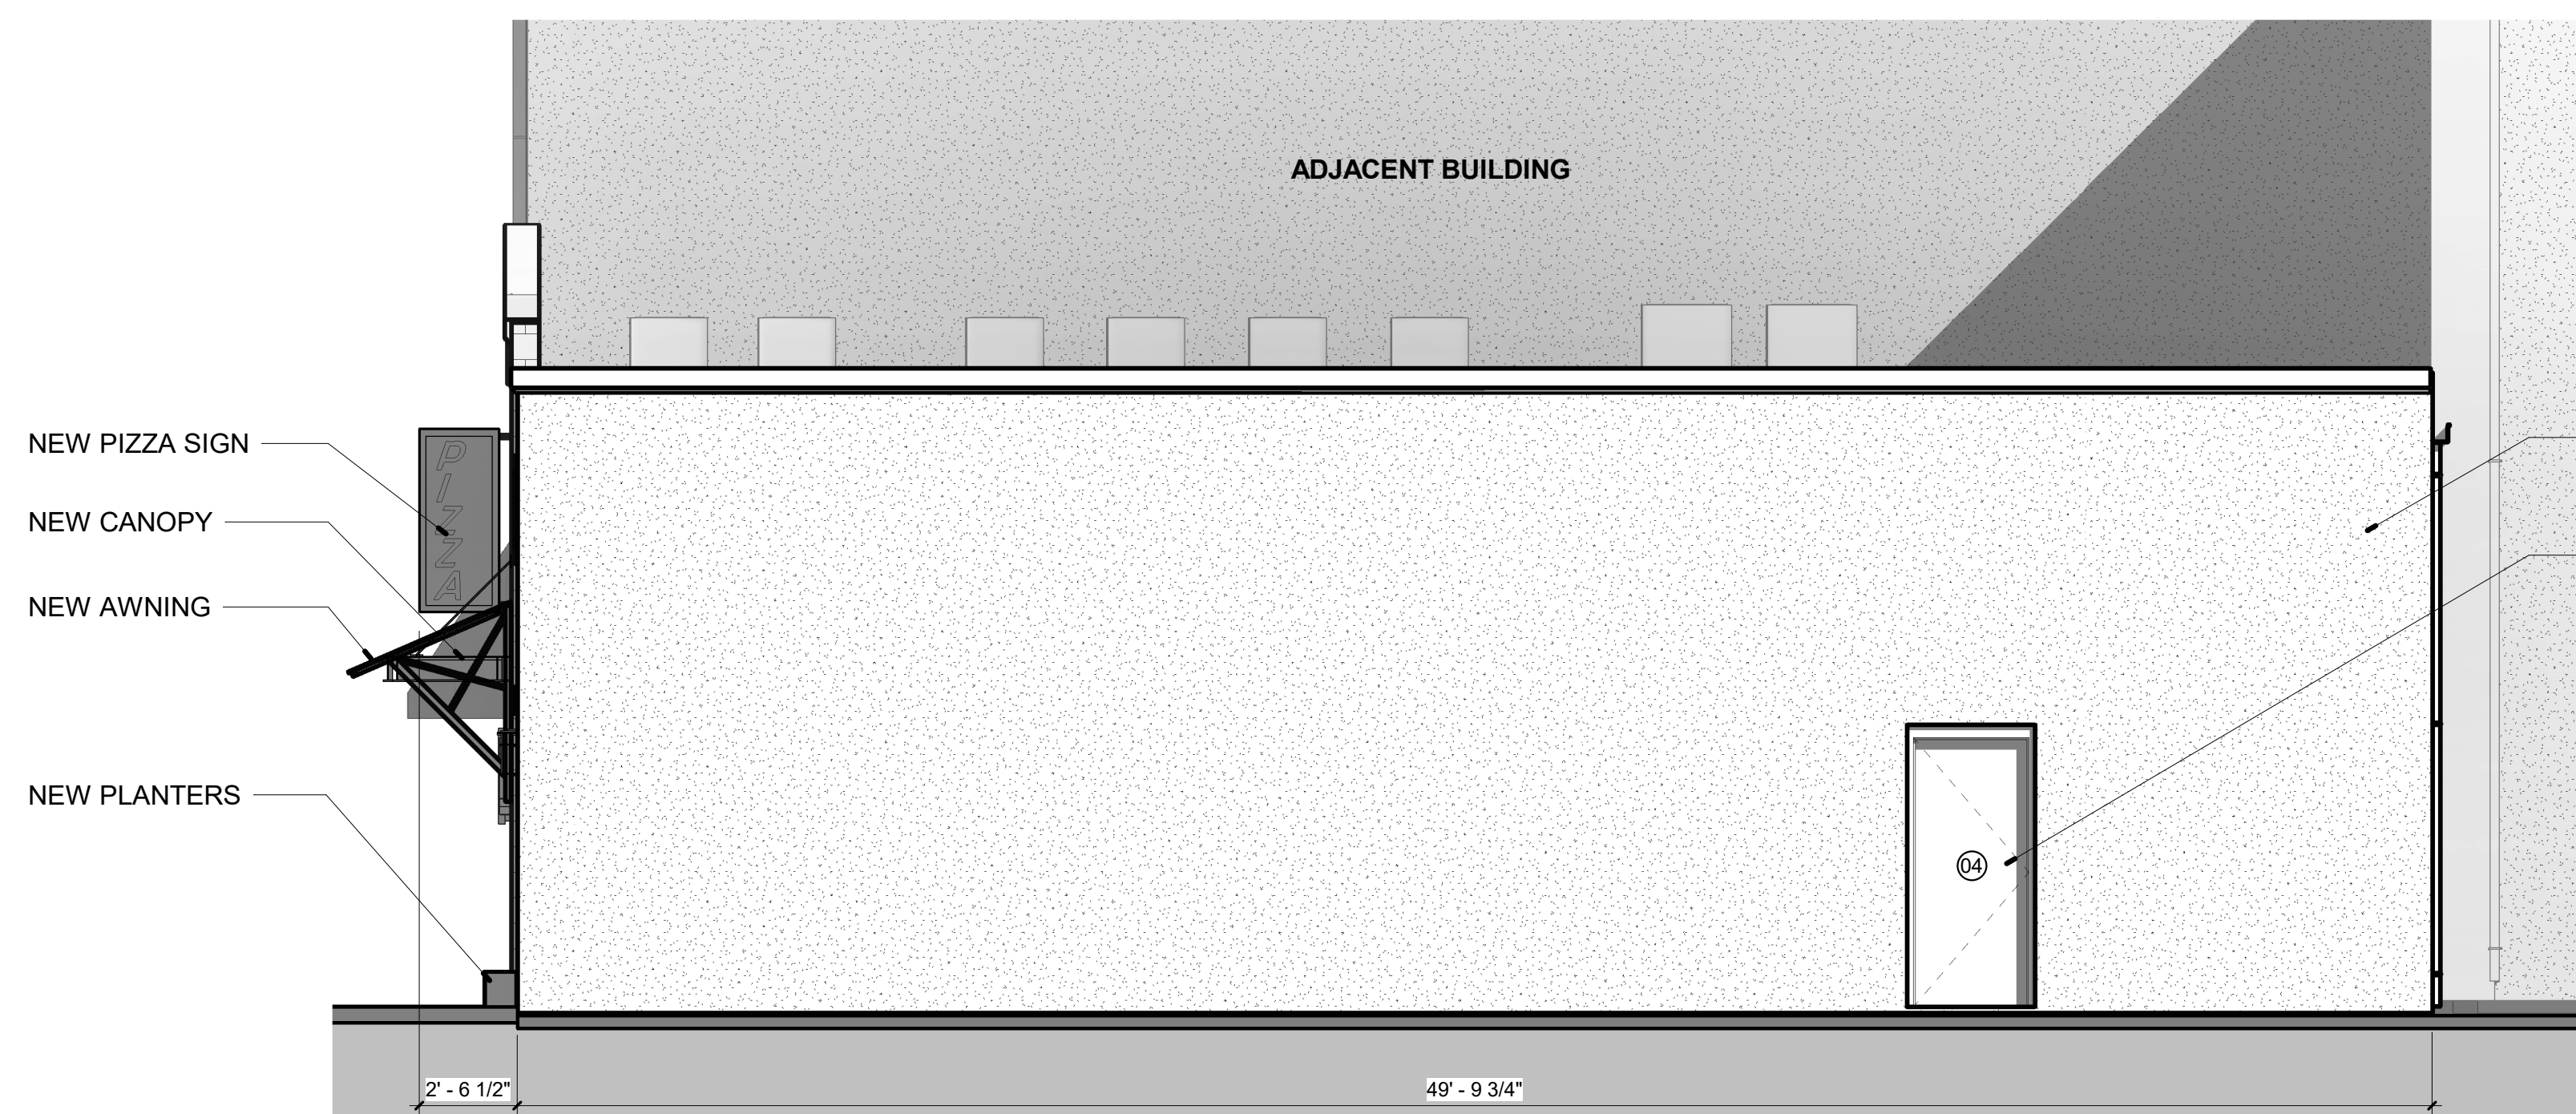 ADJACENT BUILDING
NEW PIZZA SIGN
PIZZA
NEW CANOPY
NEW AWNING
NEW PLANTERS
04
2' - 6 1/2"
49' - 9 3/4"